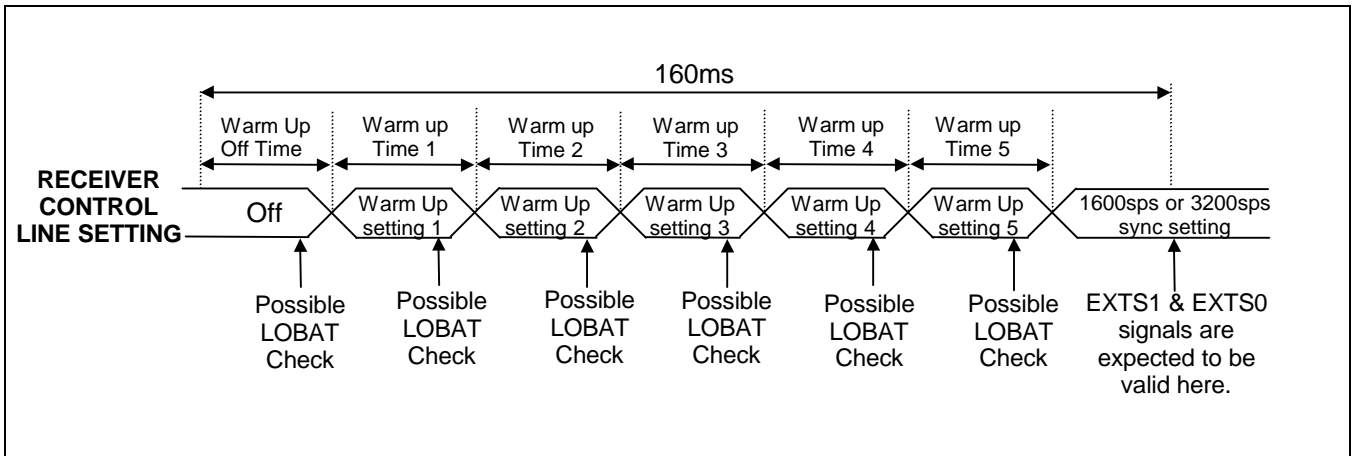 160ms
Warm Up
Off Time
Warm up
Time 1
Warm up
Time 2
Warm up
Time 3
Warm up
Time 4
Warm up
Time 5
RECEIVER
CONTROL
LINE SETTING
Off
Warm Up
setting 1
Warm Up
setting 2
Warm Up
setting 3
Warm Up
setting 4
Warm Up
setting 5
1600sps or 3200sps
sync setting
Possible
LOBAT
Check
Possible
LOBAT
Check
Possible
LOBAT
Check
Possible
LOBAT
Check
Possible
LOBAT
Check
Possible
LOBAT
Check
EXTS1 & EXTS0
signals are
expected to be
valid here.